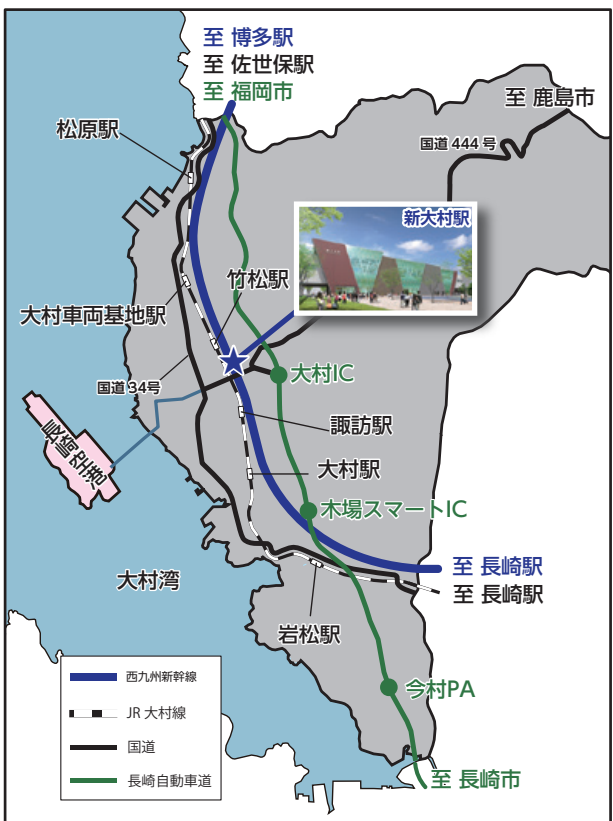 至 博多駅
至 佐世保駅
至 福岡市
至 鹿島市
松原駅
国道 444 号
新大村駅
竹松駅
大村車両基地駅
国道 34号
大村IC
長崎空港
諏訪駅
大村駅
木場スマートIC
大村湾
至 長崎駅
至 長崎駅
岩松駅
西九州新幹線
JR 大村線
国道
長崎自動車道
今村PA
至 長崎市